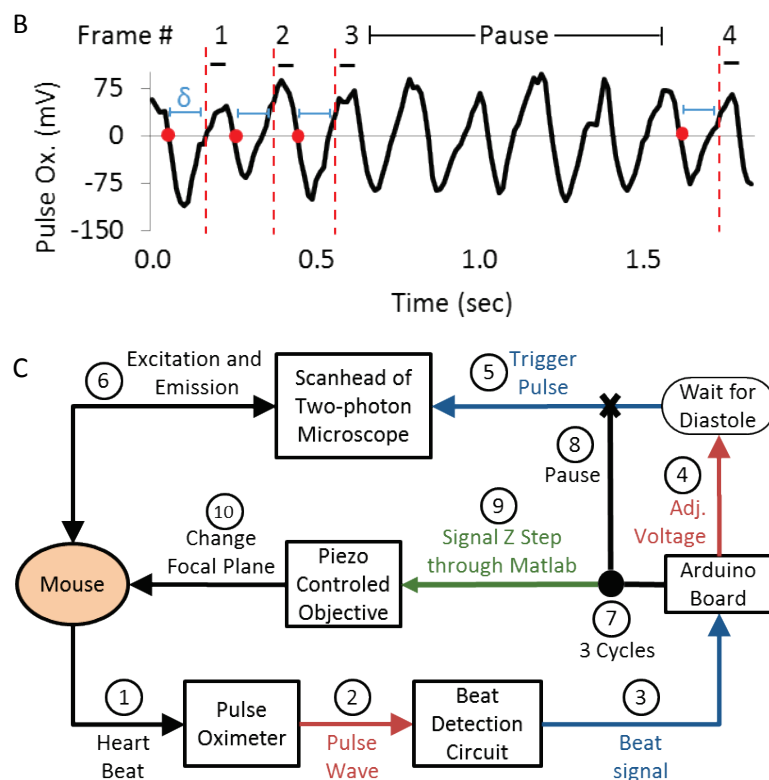 B
Frame # 1 2 3 Pause 4
Pulse Ox. (mV)
75
δ
0
-75
-150
0.0 0.5 1.0 1.5
Time (sec)
C
6
Excitation and
Emission
Scanhead of
Two-photon
Microscope
5
Trigger
Pulse
Wait for
Diastole
8
Pause
4
Adj.
Voltage
10
Change
Focal Plane
9
Signal Z Step
through Matlab
Mouse
Piezo
Controled
Objective
Arduino
Board
7
3 Cycles
1
Heart
Beat
Pulse
Oximeter
2
Pulse
Wave
Beat
Detection
Circuit
3
Beat
signal